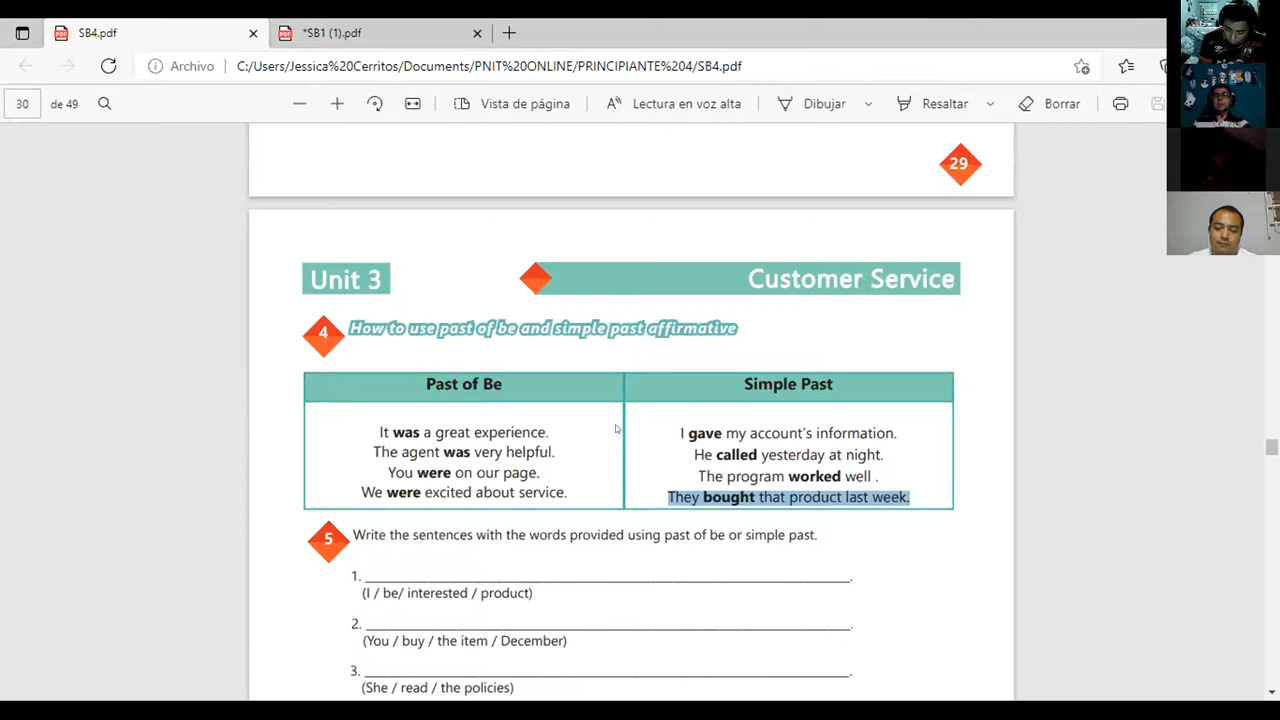 SB4.pdf
*SB1 (1).pdf
Archivo
C:/Users/Jessica%20Cerritos/Documents/PNIT%20ONLINE/PRINCIPIANTE%204/SB4.pdf
30 de 49
Vista de página
Lectura en voz alta
Dibujar
Resaltar
Borrar
29
Unit 3
Customer Service
4 How to use past of be and simple past affirmative
Past of Be
Simple Past
It was a great experience.
The agent was very helpful.
You were on our page.
We were excited about service.
I gave my account's information.
He called yesterday at night.
The program worked well .
They bought that product last week.
5 Write the sentences with the words provided using past of be or simple past.
1. ______________________________.
(I / be/ interested / product)
2. ______________________________.
(You / buy / the item / December)
3. ______________________________.
(She / read / the policies)